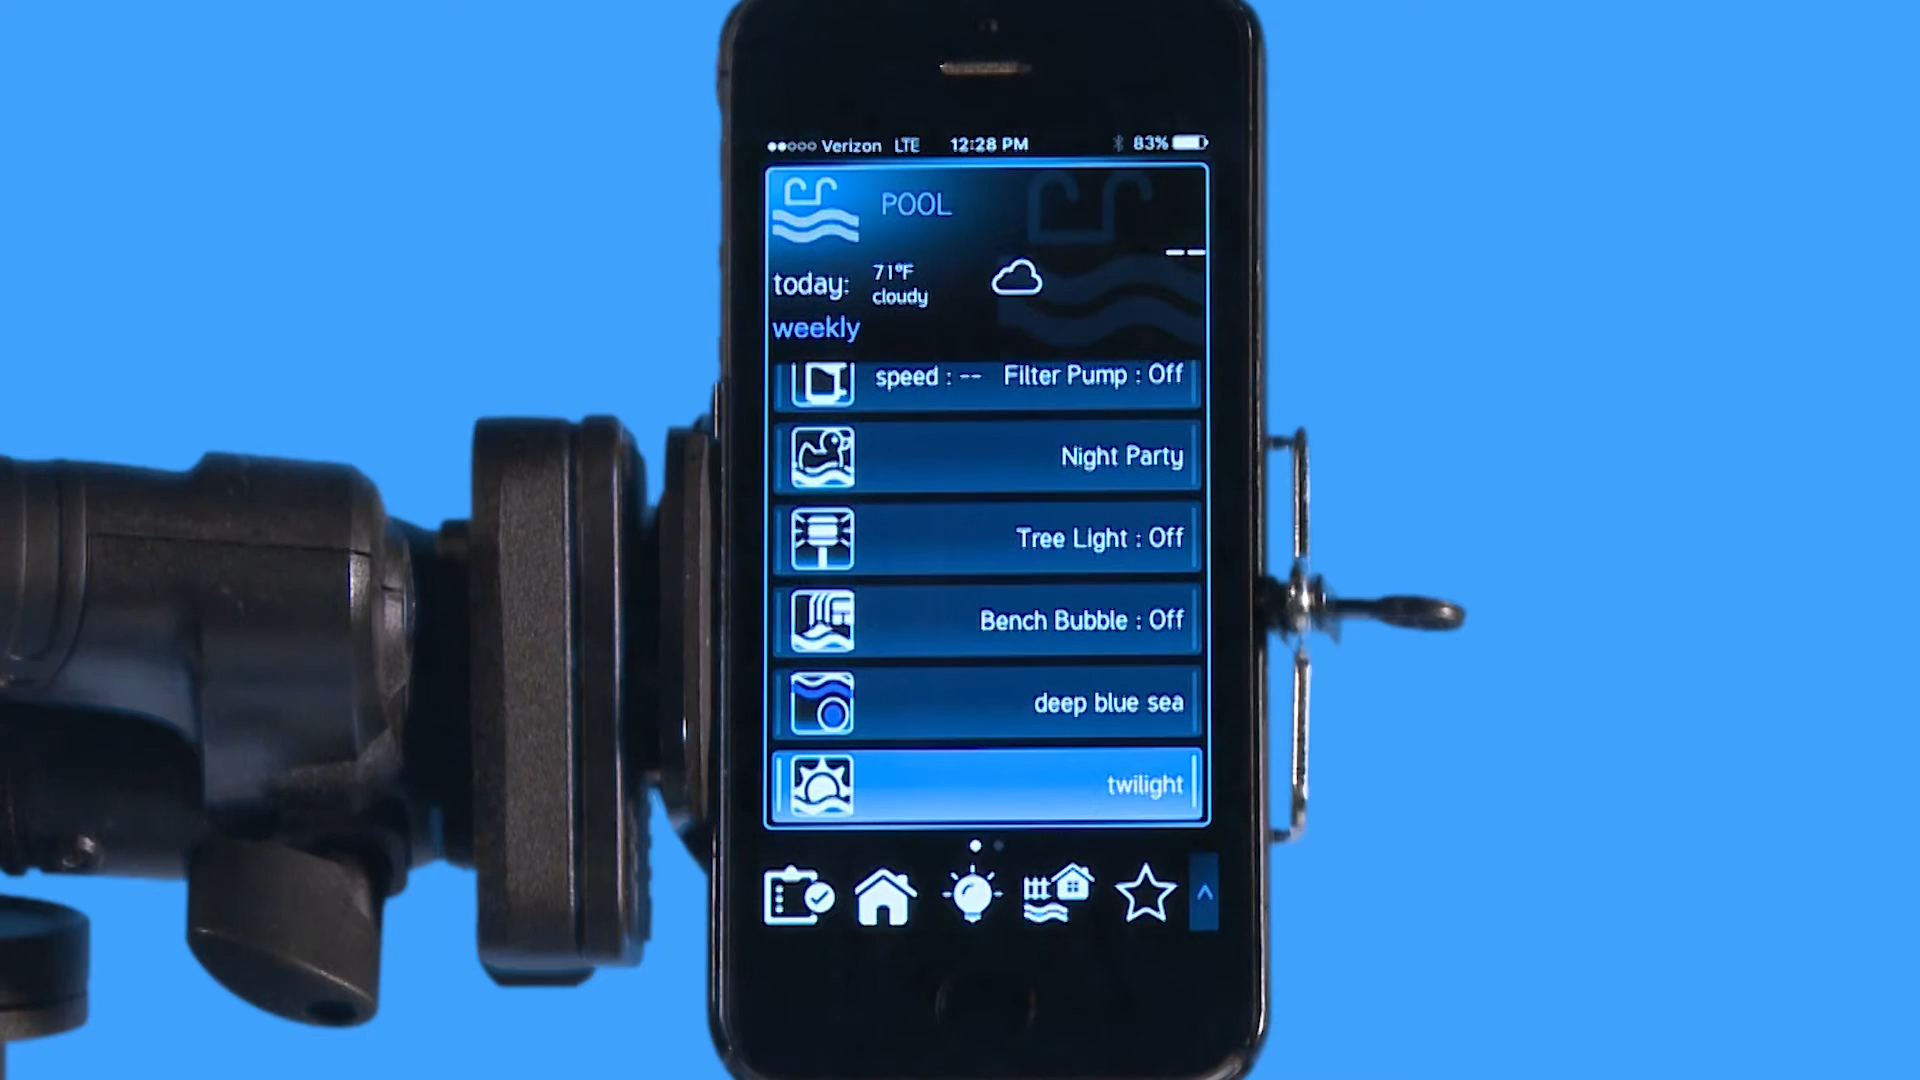 Verizon LTE 12:28 PM 83%
POOL
--
today: 71°F
cloudy
weekly
speed : -- Filter Pump : Off
Night Party
Tree Light : Off
Bench Bubble : Off
deep blue sea
twilight